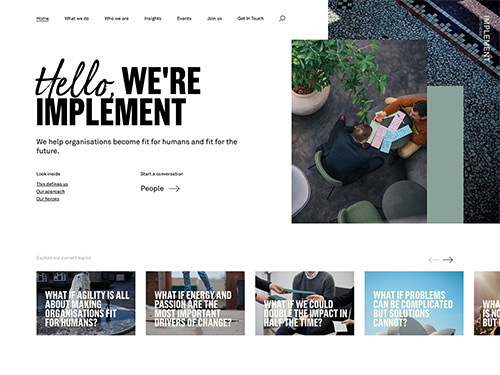 Home What we do Who we are Insights Events Join us Get In Touch
IMPLEMENT
Hello, WE'RE
IMPLEMENT
We help organisations become fit for humans and fit for the
future.
Look inside
This defines us
Our approach
Our heroes
Start a conversation
People →
Explore our current topics
← →
WHAT IF AGILITY IS ALL
ABOUT MAKING
ORGANISATIONS FIT
FOR HUMANS?
WHAT IF ENERGY AND
PASSION ARE THE
MOST IMPORTANT
DRIVERS OF CHANGE?
WHAT IF WE COULD
DOUBLE THE IMPACT IN
HALF THE TIME?
WHAT IF PROBLEMS
CAN BE COMPLICATED
BUT SOLUTIONS
CANNOT?
IS NO